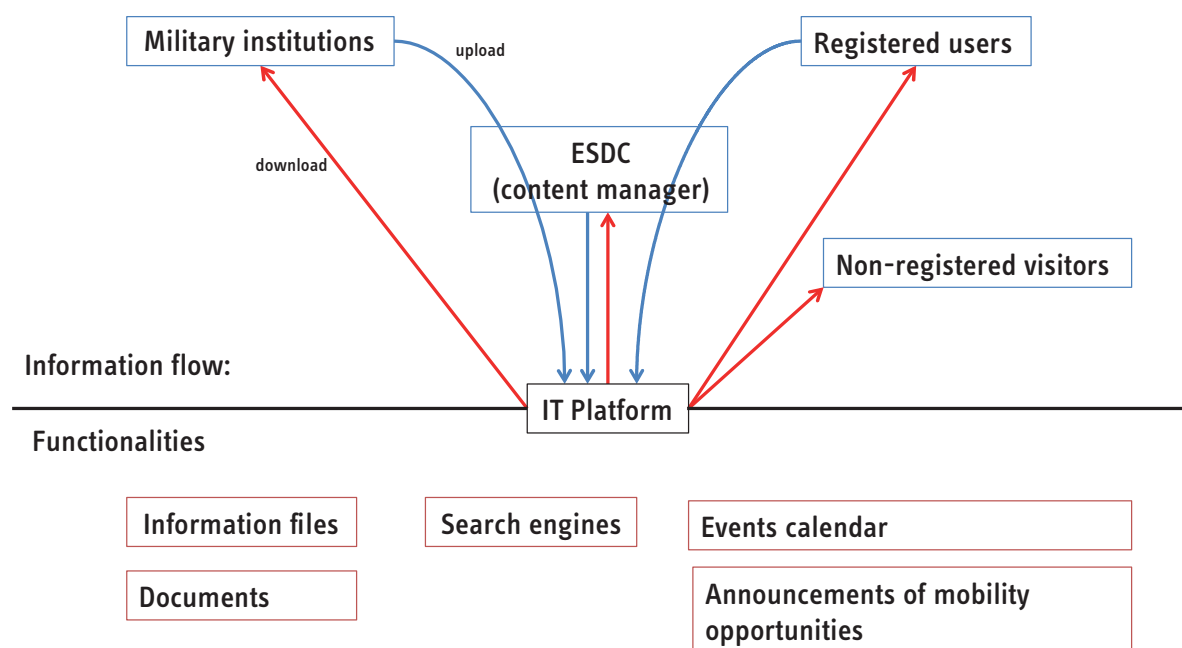 Military institutions
upload
Registered users
ESDC
(content manager)
download
Non-registered visitors
Information flow:
IT Platform
Functionalities
Information files
Search engines
Events calendar
Documents
Announcements of mobility
opportunities